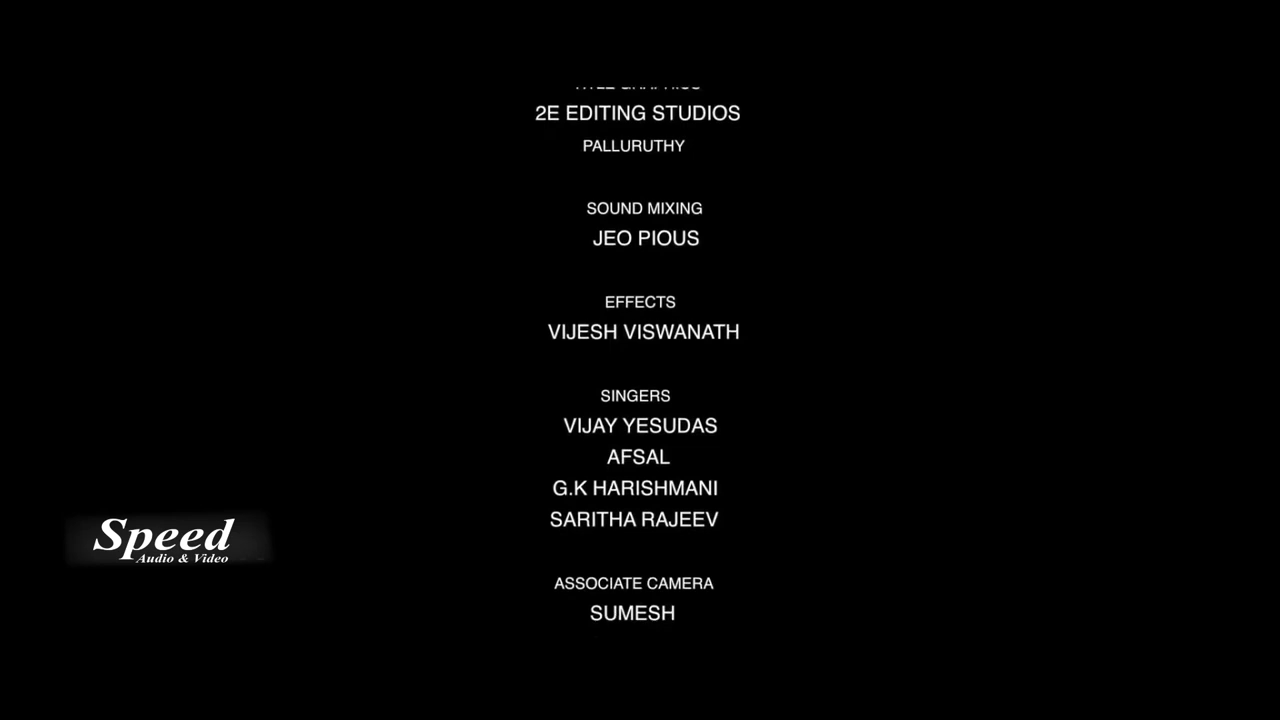 2E EDITING STUDIOS
PALLURUTHY
SOUND MIXING
JEO PIOUS
EFFECTS
VIJESH VISWANATH
SINGERS
VIJAY YESUDAS
AFSAL
G.K HARISHMANI
SARITHA RAJEEV
Speed
Audio & Video
ASSOCIATE CAMERA
SUMESH